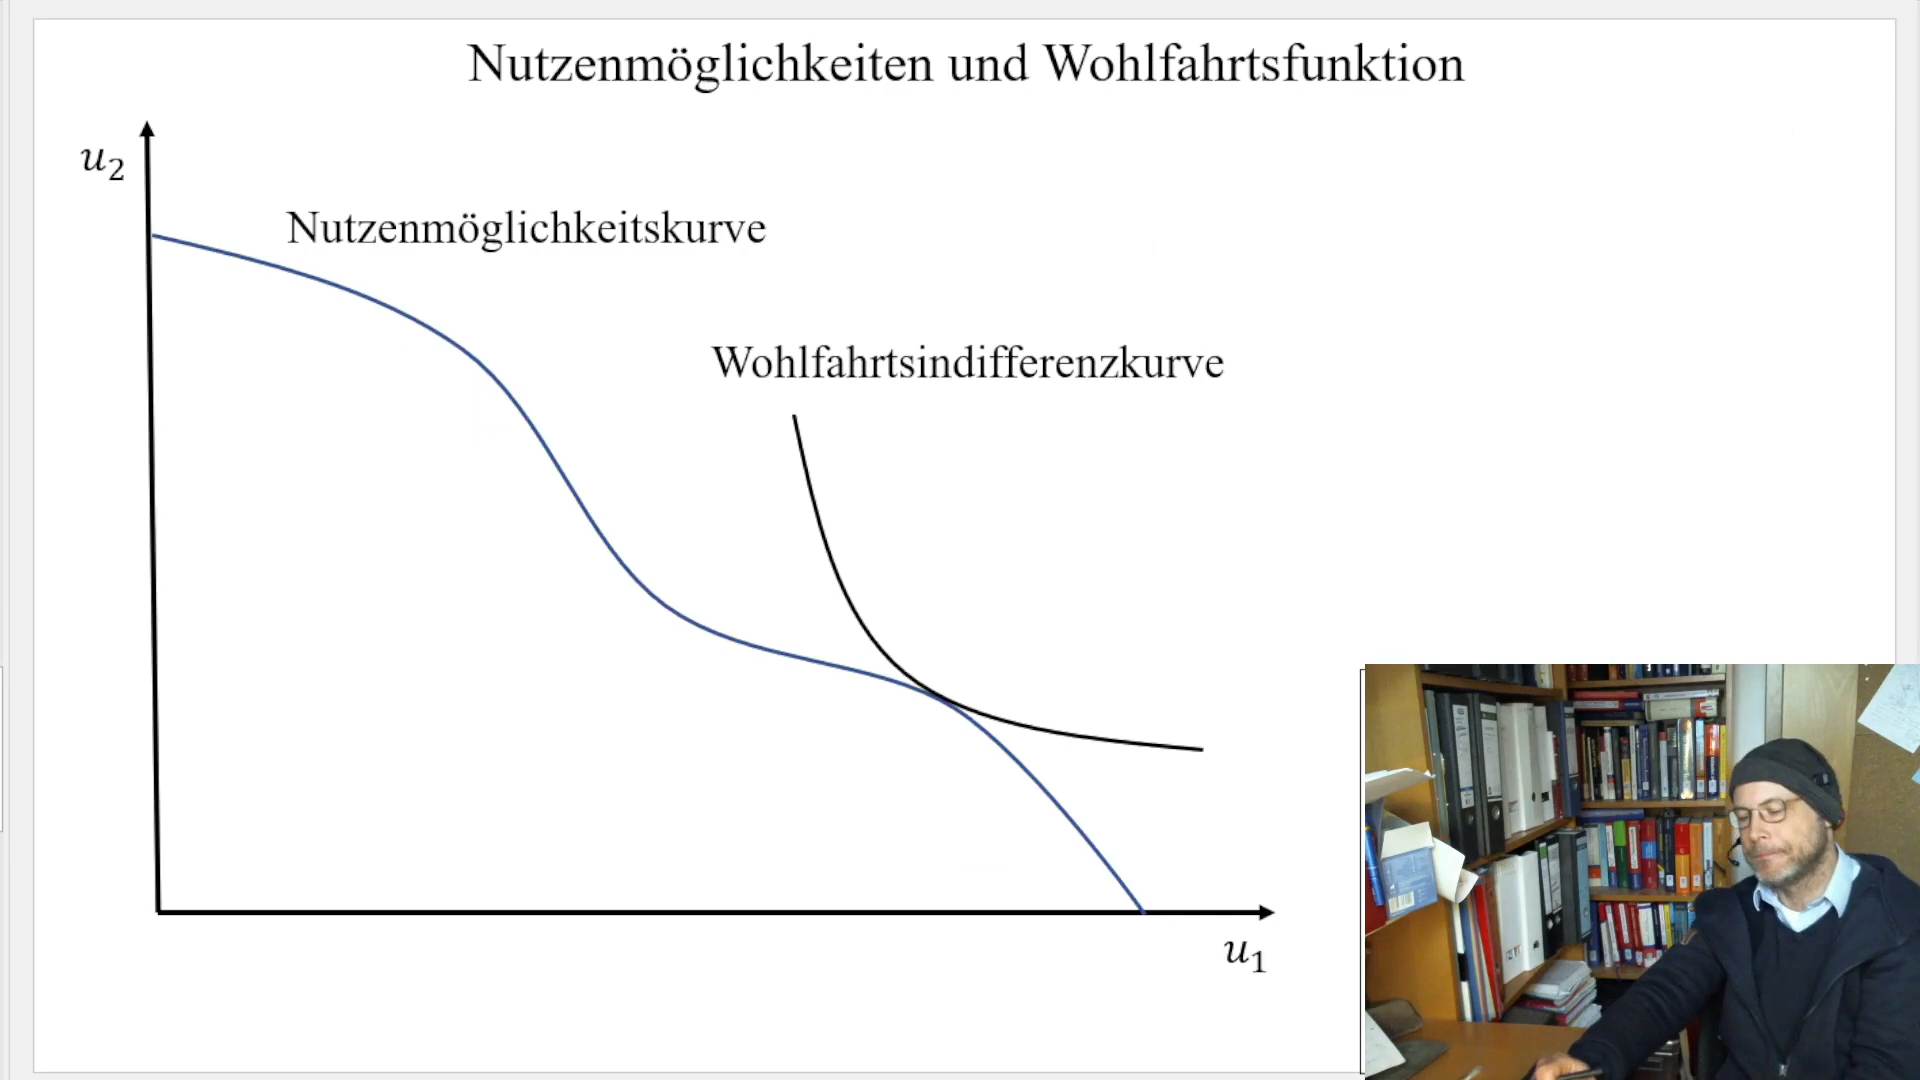 Nutzenmöglichkeiten und Wohlfahrtsfunktion
u₂
Nutzenmöglichkeitskurve
Wohlfahrtsindifferenzkurve
u₁